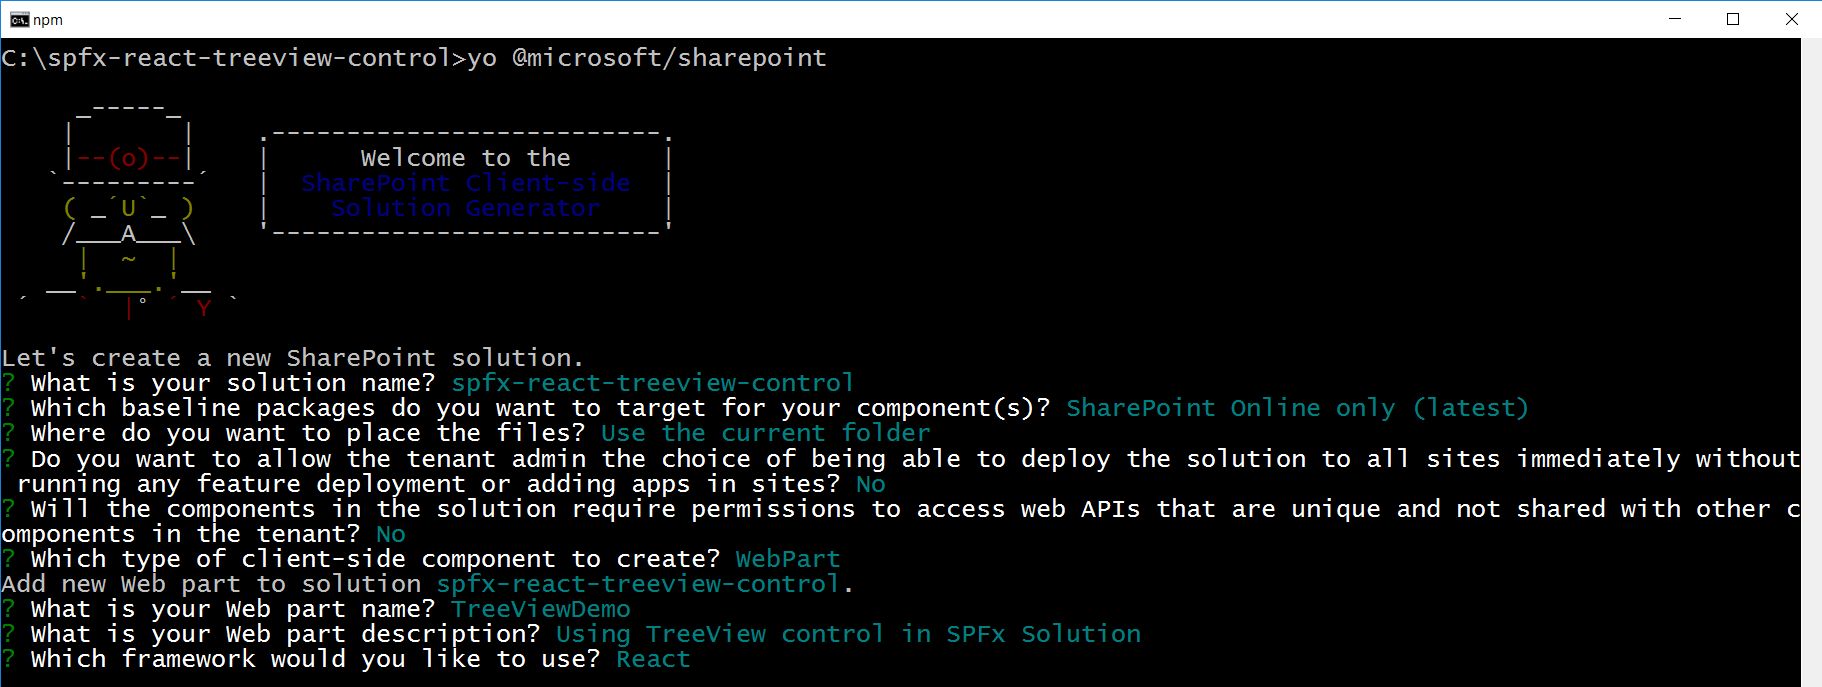 npm
C:\spfx-react-treeview-control>yo @microsoft/sharepoint
     _-----_
    |       |    .--------------------------.
    |--(o)--|    |      Welcome to the      |
   `---------´   |  SharePoint Client-side  |
    ( _´U`_ )    |    Solution Generator    |
    /___A___\    '--------------------------'
     |  ~  |
   __'.___.'__
 ´   `  |° ´ Y `
Let's create a new SharePoint solution.
? What is your solution name? spfx-react-treeview-control
? Which baseline packages do you want to target for your component(s)? SharePoint Online only (latest)
? Where do you want to place the files? Use the current folder
? Do you want to allow the tenant admin the choice of being able to deploy the solution to all sites immediately without
 running any feature deployment or adding apps in sites? No
? Will the components in the solution require permissions to access web APIs that are unique and not shared with other c
omponents in the tenant? No
? Which type of client-side component to create? WebPart
Add new Web part to solution spfx-react-treeview-control.
? What is your Web part name? TreeViewDemo
? What is your Web part description? Using TreeView control in SPFx Solution
? Which framework would you like to use? React